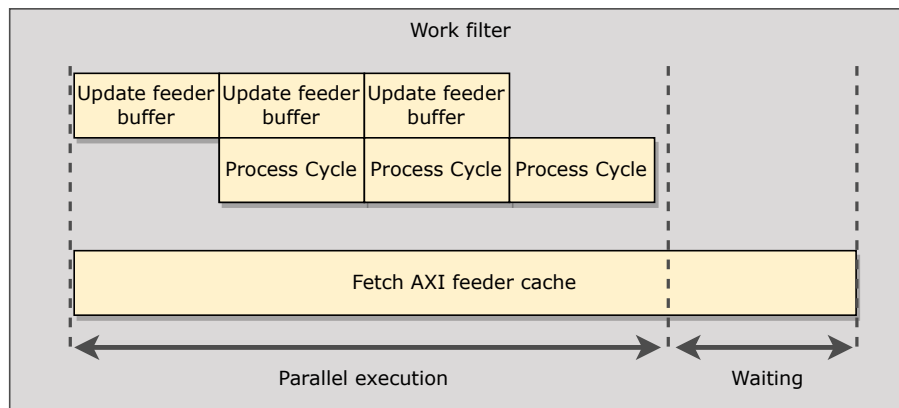 Work filter
Update feeder
buffer
Update feeder
buffer
Update feeder
buffer
Process Cycle
Process Cycle
Process Cycle
Fetch AXI feeder cache
Parallel execution
Waiting